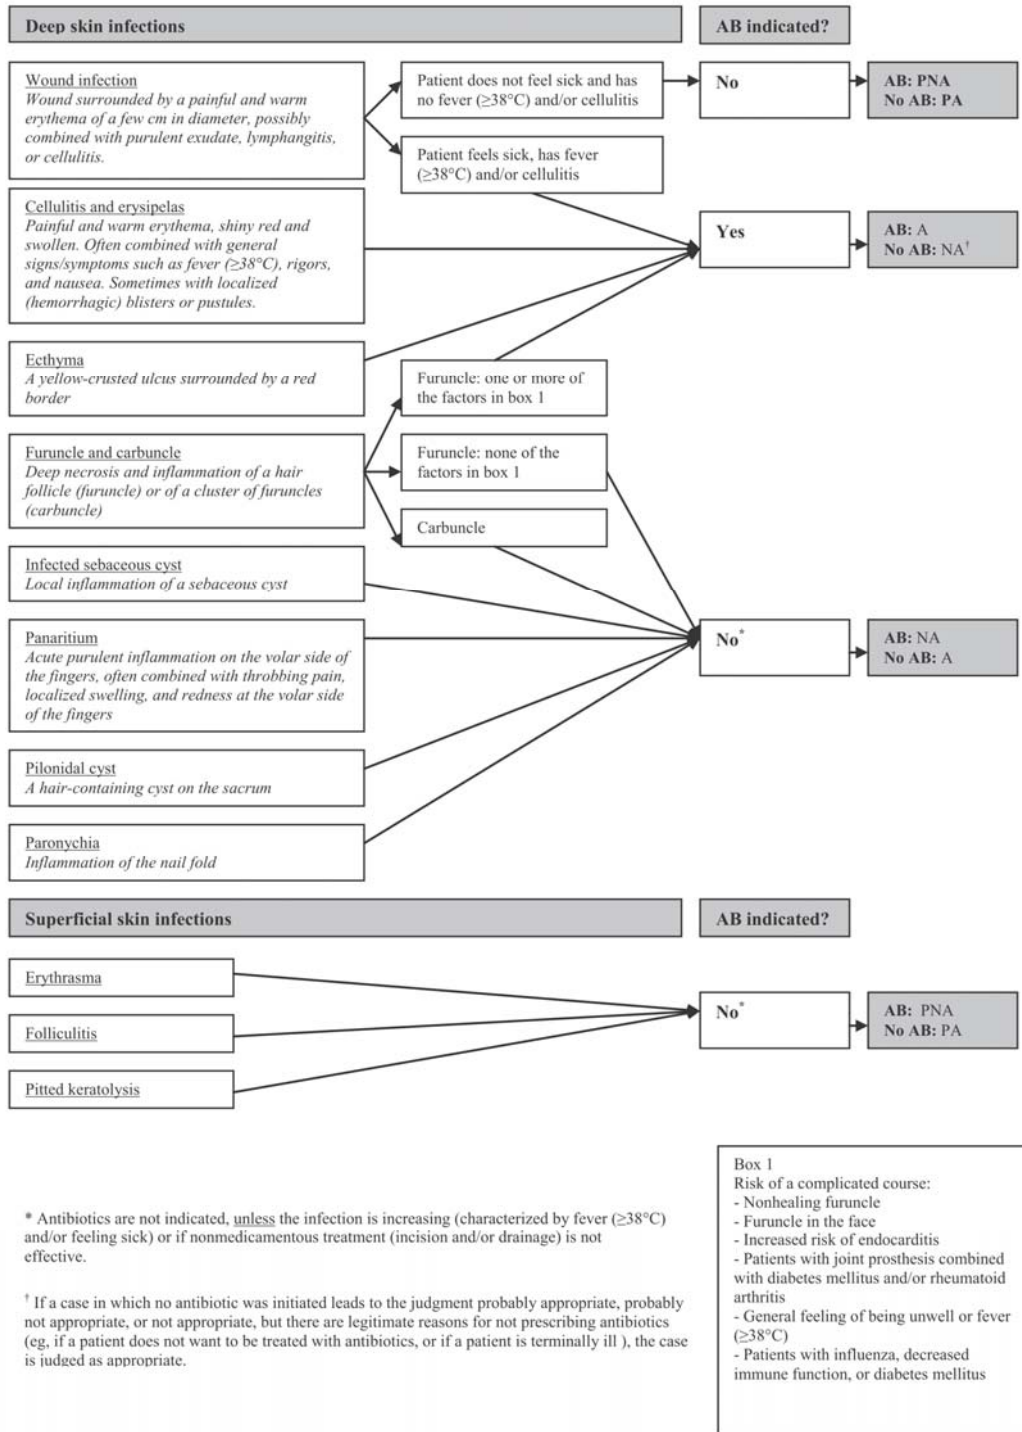 Deep skin infections
AB indicated?
Wound infection
Wound surrounded by a painful and warm
erythema of a few cm in diameter, possibly
combined with purulent exudate, lymphangitis,
or cellulitis.
Patient does not feel sick and has
no fever (≥38°C) and/or cellulitis
No
AB: PNA
No AB: PA
Patient feels sick, has fever
(≥38°C) and/or cellulitis
Cellulitis and erysipelas
Painful and warm erythema, shiny red and
swollen. Often combined with general
signs/symptoms such as fever (≥38°C), rigors,
and nausea. Sometimes with localized
(hemorrhagic) blisters or pustules.
Yes
AB: A
No AB: NA†
Ecthyma
A yellow-crusted ulcus surrounded by a red
border
Furuncle: one or more of
the factors in box 1
Furuncle and carbuncle
Deep necrosis and inflammation of a hair
follicle (furuncle) or of a cluster of furuncles
(carbuncle)
Furuncle: none of the
factors in box 1
Carbuncle
Infected sebaceous cyst
Local inflammation of a sebaceous cyst
Panaritium
Acute purulent inflammation on the volar side of
the fingers, often combined with throbbing pain,
localized swelling, and redness at the volar side
of the fingers
No*
AB: NA
No AB: A
Pilonidal cyst
A hair-containing cyst on the sacrum
Paronychia
Inflammation of the nail fold
Superficial skin infections
AB indicated?
Erythrasma
Folliculitis
Pitted keratolysis
No*
AB: PNA
No AB: PA
* Antibiotics are not indicated, unless the infection is increasing (characterized by fever (≥38°C)
and/or feeling sick) or if nonmedicamentous treatment (incision and/or drainage) is not
effective.
† If a case in which no antibiotic was initiated leads to the judgment probably appropriate, probably
not appropriate, or not appropriate, but there are legitimate reasons for not prescribing antibiotics
(eg, if a patient does not want to be treated with antibiotics, or if a patient is terminally ill ), the case
is judged as appropriate.
Box 1
Risk of a complicated course:
- Nonhealing furuncle
- Furuncle in the face
- Increased risk of endocarditis
- Patients with joint prosthesis combined
with diabetes mellitus and/or rheumatoid
arthritis
- General feeling of being unwell or fever
(≥38°C)
- Patients with influenza, decreased
immune function, or diabetes mellitus